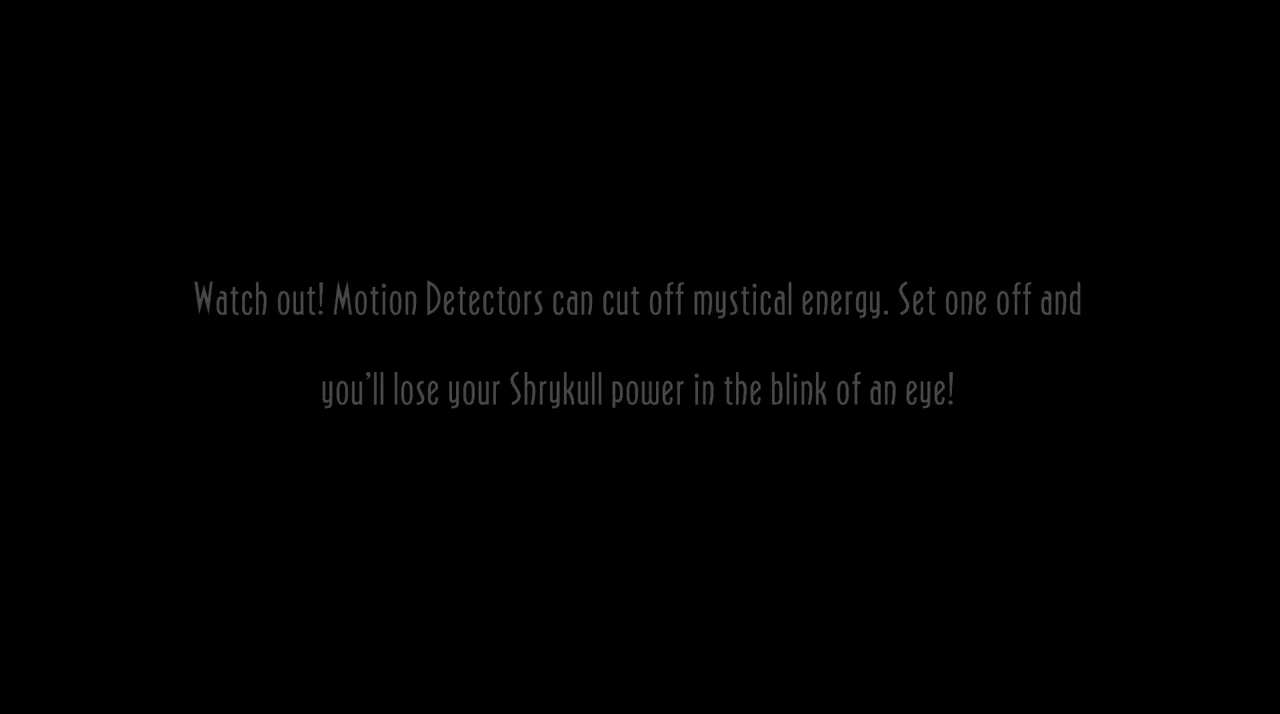 Watch out! Motion Detectors can cut off mystical energy. Set one off and
you’ll lose your Shrykull power in the blink of an eye!